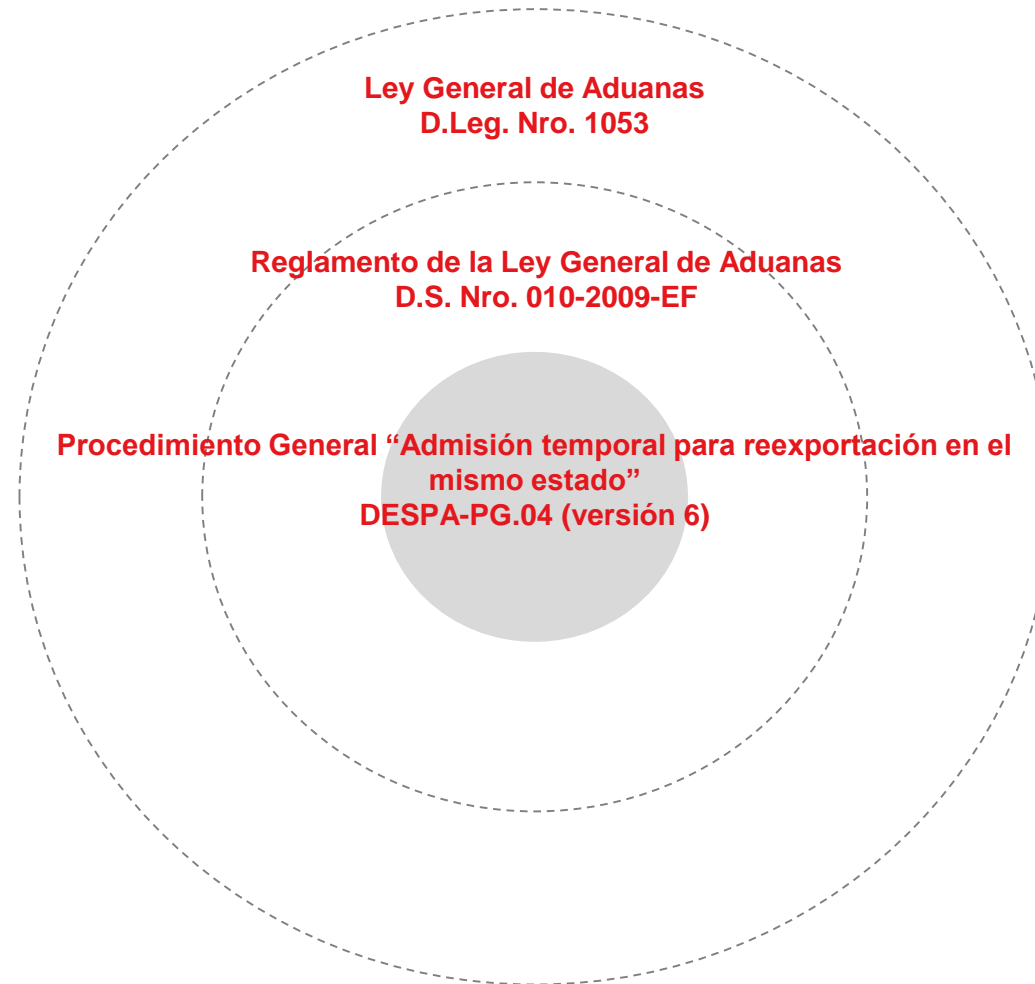 Ley General de Aduanas
D.Leg. Nro. 1053
Reglamento de la Ley General de Aduanas
D.S. Nro. 010-2009-EF
Procedimiento General “Admisión temporal para reexportación en el
mismo estado”
DESPA-PG.04 (versión 6)